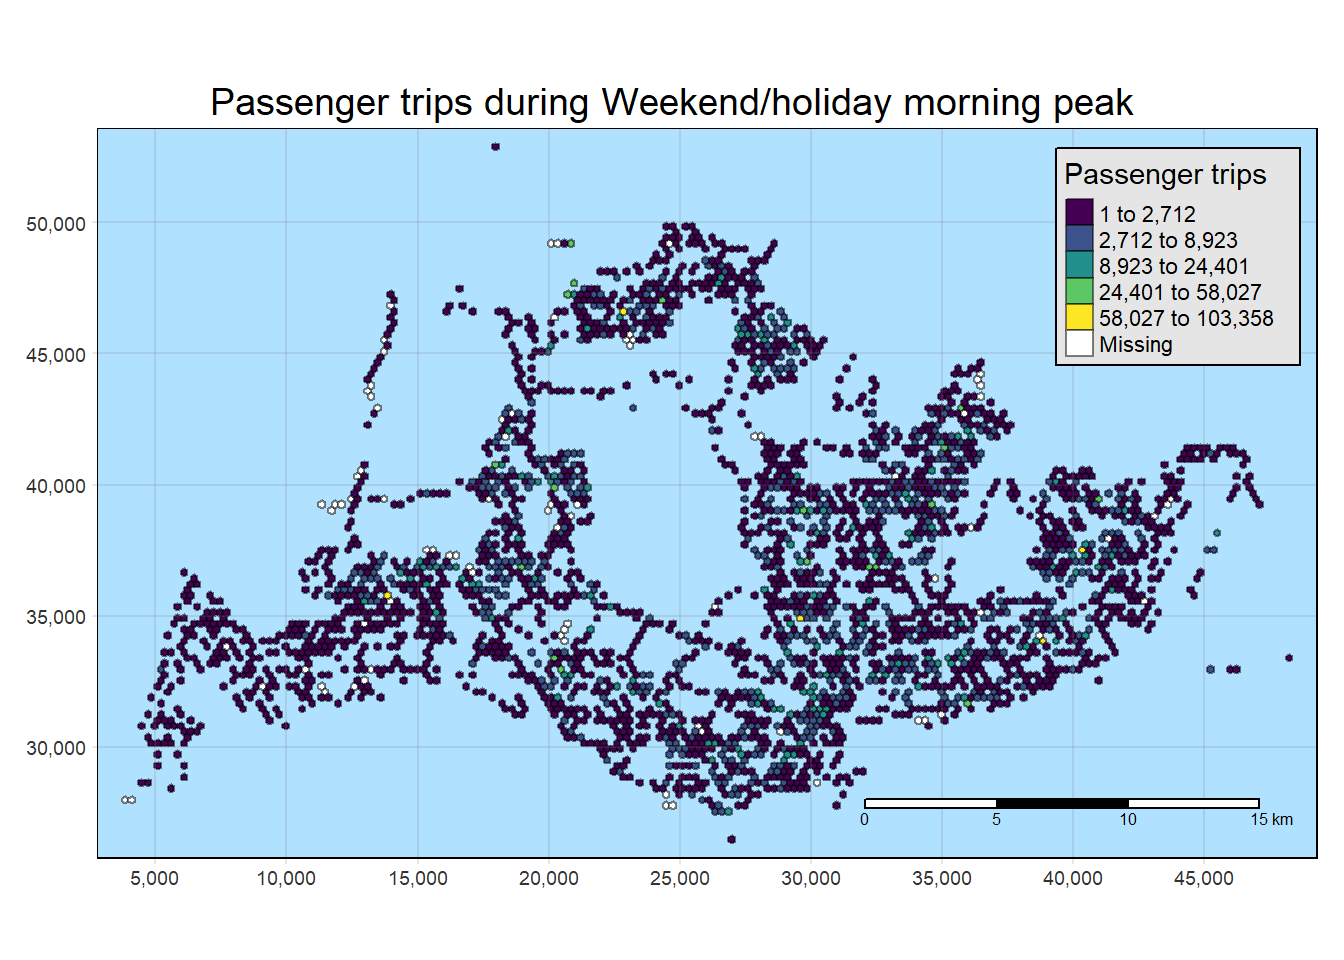 Passenger trips during Weekend/holiday morning peak
Passenger trips
1 to 2,712
2,712 to 8,923
8,923 to 24,401
24,401 to 58,027
58,027 to 103,358
Missing
50,000
45,000
40,000
35,000
30,000
0 5 10 15 km
5,000 10,000 15,000 20,000 25,000 30,000 35,000 40,000 45,000